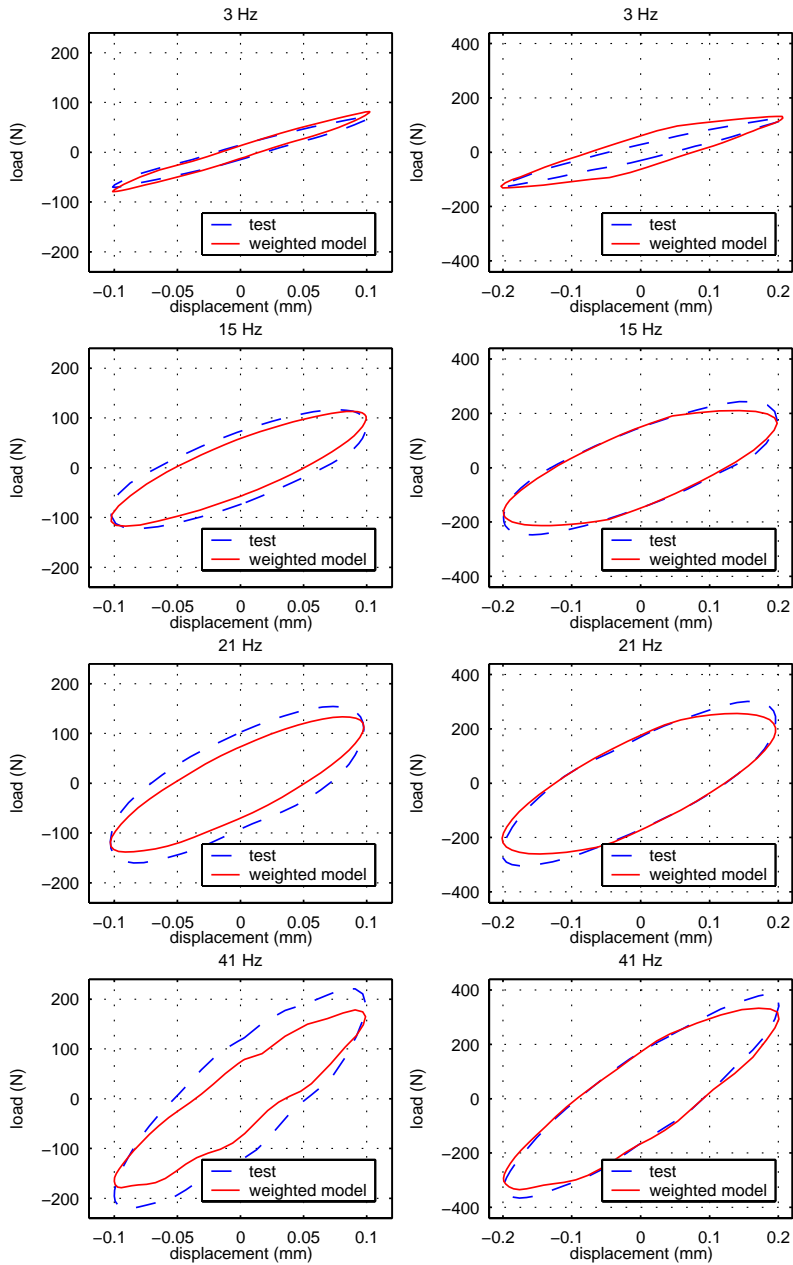 3 Hz
200
100
0
−100
−200
load (N)
test
weighted model
−0.1 −0.05 0 0.05 0.1
displacement (mm)
3 Hz
400
200
0
−200
−400
load (N)
test
weighted model
−0.2 −0.1 0 0.1 0.2
displacement (mm)
15 Hz
200
100
0
−100
−200
load (N)
test
weighted model
−0.1 −0.05 0 0.05 0.1
displacement (mm)
15 Hz
400
200
0
−200
−400
load (N)
test
weighted model
−0.2 −0.1 0 0.1 0.2
displacement (mm)
21 Hz
200
100
0
−100
−200
load (N)
test
weighted model
−0.1 −0.05 0 0.05 0.1
displacement (mm)
21 Hz
400
200
0
−200
−400
load (N)
test
weighted model
−0.2 −0.1 0 0.1 0.2
displacement (mm)
41 Hz
200
100
0
−100
−200
load (N)
test
weighted model
−0.1 −0.05 0 0.05 0.1
displacement (mm)
41 Hz
400
200
0
−200
−400
load (N)
test
weighted model
−0.2 −0.1 0 0.1 0.2
displacement (mm)